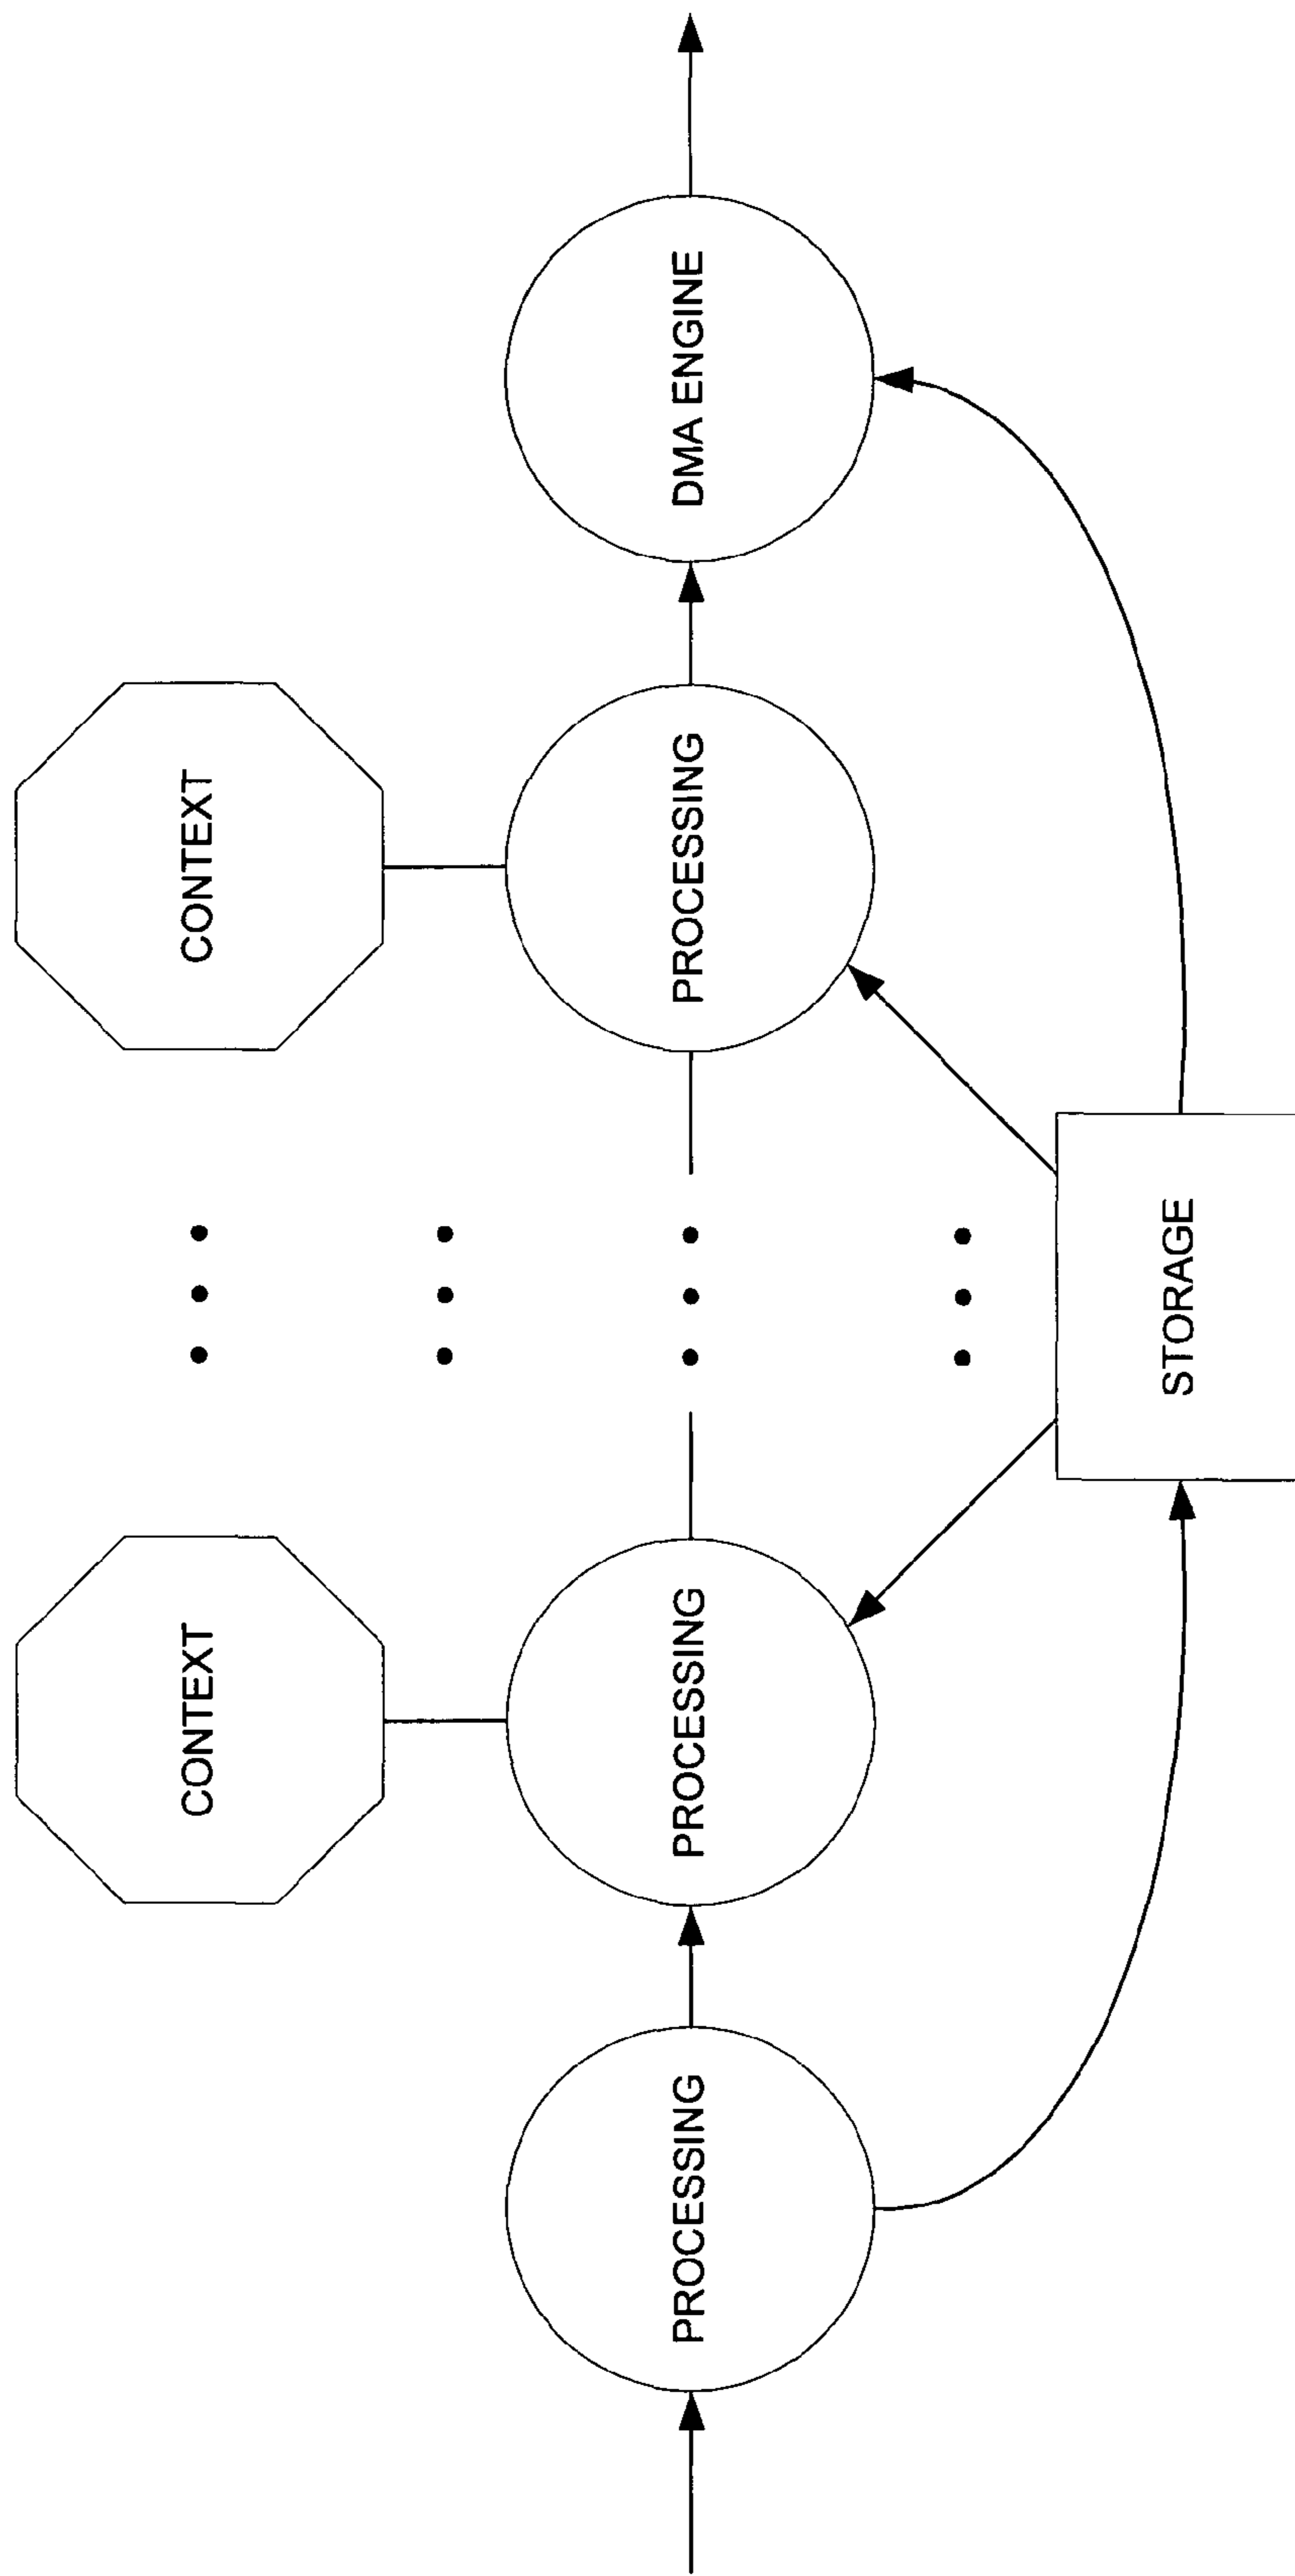 CONTEXT
CONTEXT
PROCESSING
PROCESSING
PROCESSING
DMA ENGINE
STORAGE